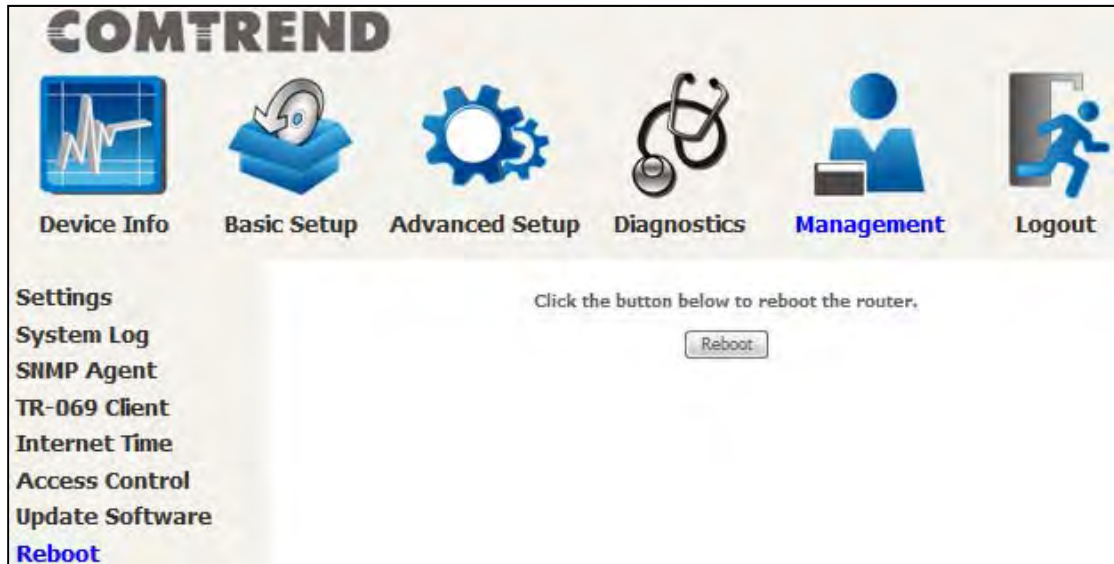 COMTREND
Device Info Basic Setup Advanced Setup Diagnostics Management Logout
Settings
System Log
SNMP Agent
TR-069 Client
Internet Time
Access Control
Update Software
Reboot
Click the button below to reboot the router.
Reboot